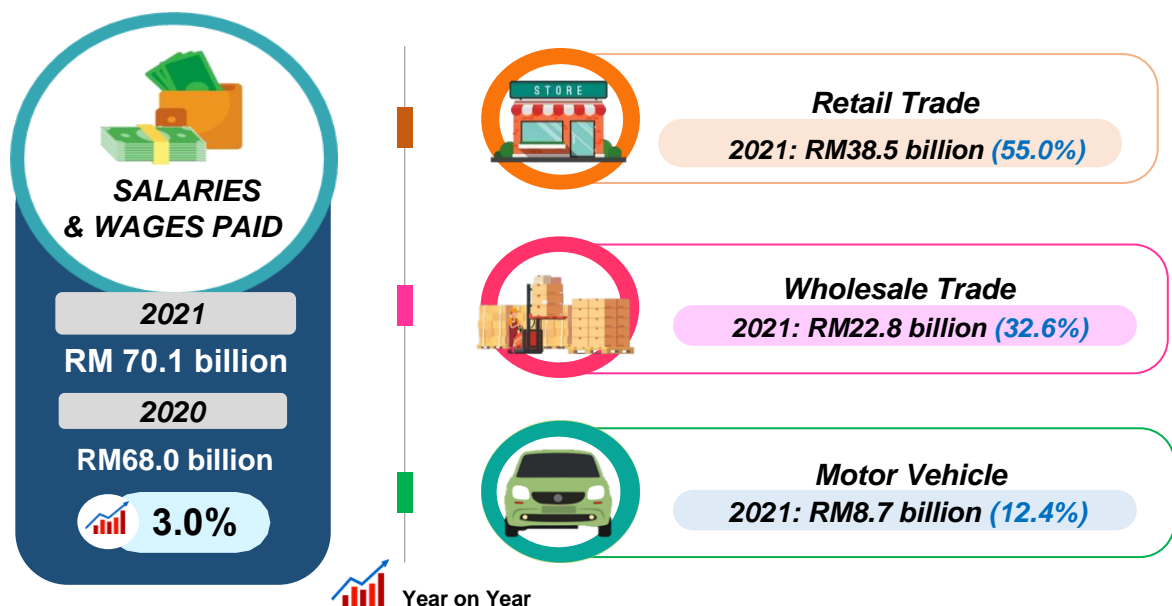 SALARIES
& WAGES PAID
2021
RM 70.1 billion
2020
RM68.0 billion
3.0%
STORE
Retail Trade
2021: RM38.5 billion (55.0%)
Wholesale Trade
2021: RM22.8 billion (32.6%)
Motor Vehicle
2021: RM8.7 billion (12.4%)
Year on Year